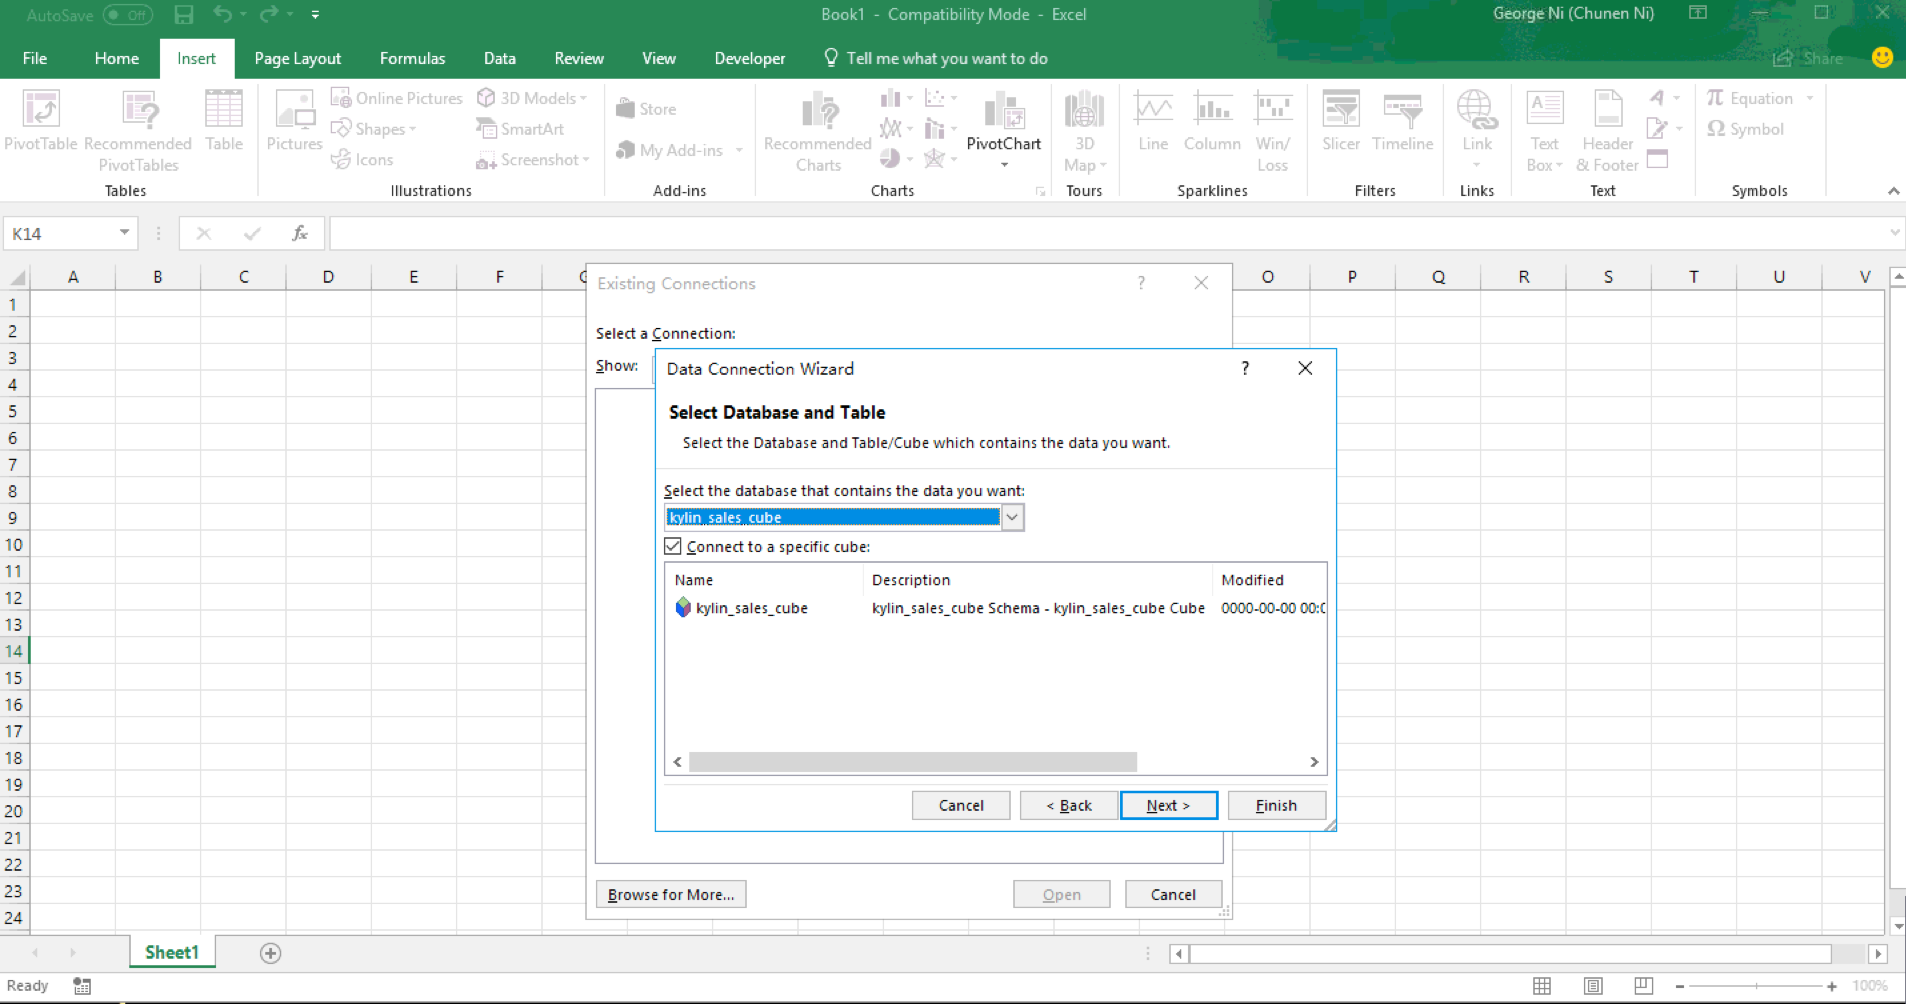 AutoSave Off
Book1 - Compatibility Mode - Excel
George Ni (Chunen Ni)
File Home Insert Page Layout Formulas Data Review View Developer Tell me what you want to do
Share
PivotTable
Recommended
PivotTables
Table
Tables
Pictures
Online Pictures
Shapes
Icons
3D Models
SmartArt
Screenshot
Illustrations
Store
My Add-ins
Add-ins
Recommended
Charts
PivotChart
Charts
3D
Map
Tours
Line
Column
Win/
Loss
Sparklines
Slicer
Timeline
Filters
Link
Links
Text
Box
Header
& Footer
Text
Equation
Symbol
Symbols
K14
fx
A B C D E F G O P Q R S T U V
1
2
3
4
5
6
7
8
9
10
11
12
13
14
15
16
17
18
19
20
21
22
23
24
Existing Connections
Select a Connection:
Show:
Data Connection Wizard
Select Database and Table
Select the Database and Table/Cube which contains the data you want.
Select the database that contains the data you want:
kylin_sales_cube
Connect to a specific cube:
Name Description Modified
kylin_sales_cube kylin_sales_cube Schema - kylin_sales_cube Cube 0000-00-00 00:0
Cancel < Back Next > Finish
Browse for More... Open Cancel
Sheet1
Ready
100%